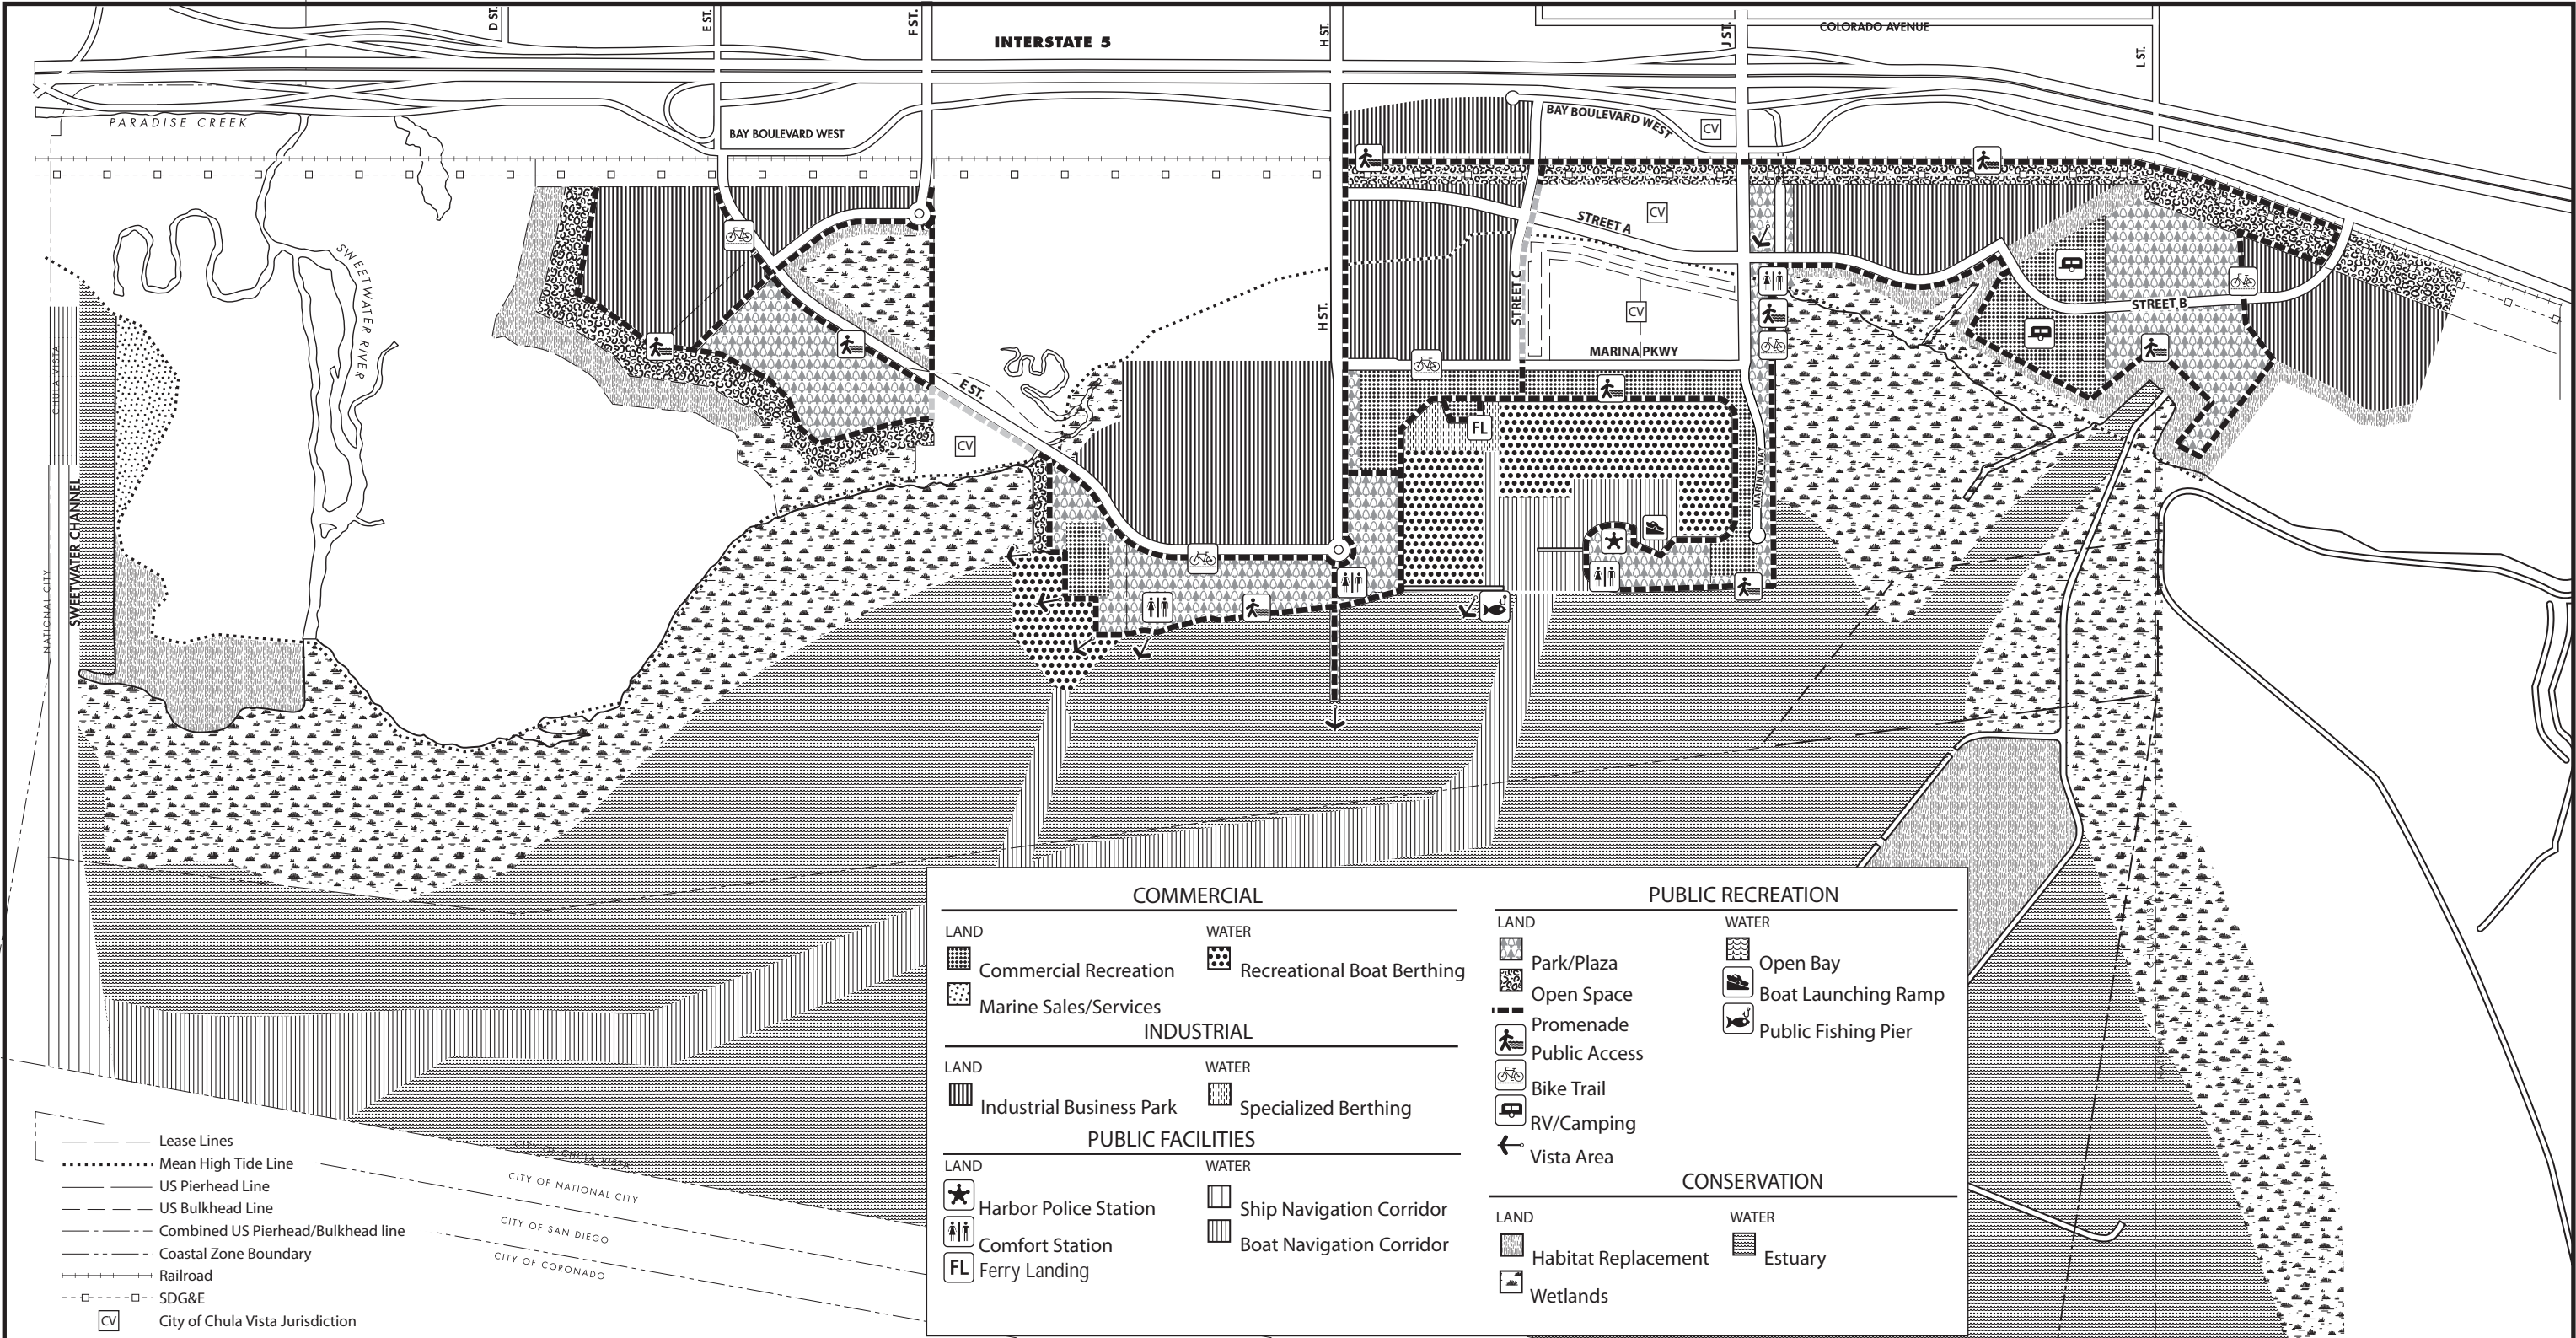 D ST.
E ST.
F ST.
INTERSTATE 5
H ST.
J ST.
COLORADO AVENUE
L ST.
PARADISE CREEK
BAY BOULEVARD WEST
BAY BOULEVARD WEST
CV
CV
STREET A
SWEETWATER RIVER
STREET C
H ST.
CV
STREET B
MARINA PKWY
CHULA VISTA
E ST.
FL
CV
MARINA WAY
SWEETWATER CHANNEL
NATIONAL CITY
CHULA VISTA
COMMERCIAL
LAND
Commercial Recreation
Marine Sales/Services
WATER
Recreational Boat Berthing
INDUSTRIAL
LAND
Industrial Business Park
WATER
Specialized Berthing
PUBLIC FACILITIES
LAND
Harbor Police Station
Comfort Station
FL Ferry Landing
WATER
Ship Navigation Corridor
Boat Navigation Corridor
PUBLIC RECREATION
LAND
Park/Plaza
Open Space
Promenade
Public Access
Bike Trail
RV/Camping
Vista Area
WATER
Open Bay
Boat Launching Ramp
Public Fishing Pier
CONSERVATION
LAND
Habitat Replacement
Wetlands
WATER
Estuary
Lease Lines
Mean High Tide Line
US Pierhead Line
US Bulkhead Line
Combined US Pierhead/Bulkhead line
Coastal Zone Boundary
Railroad
SDG&E
CV City of Chula Vista Jurisdiction
CITY OF CHULA VISTA
CITY OF NATIONAL CITY
CITY OF SAN DIEGO
CITY OF CORONADO